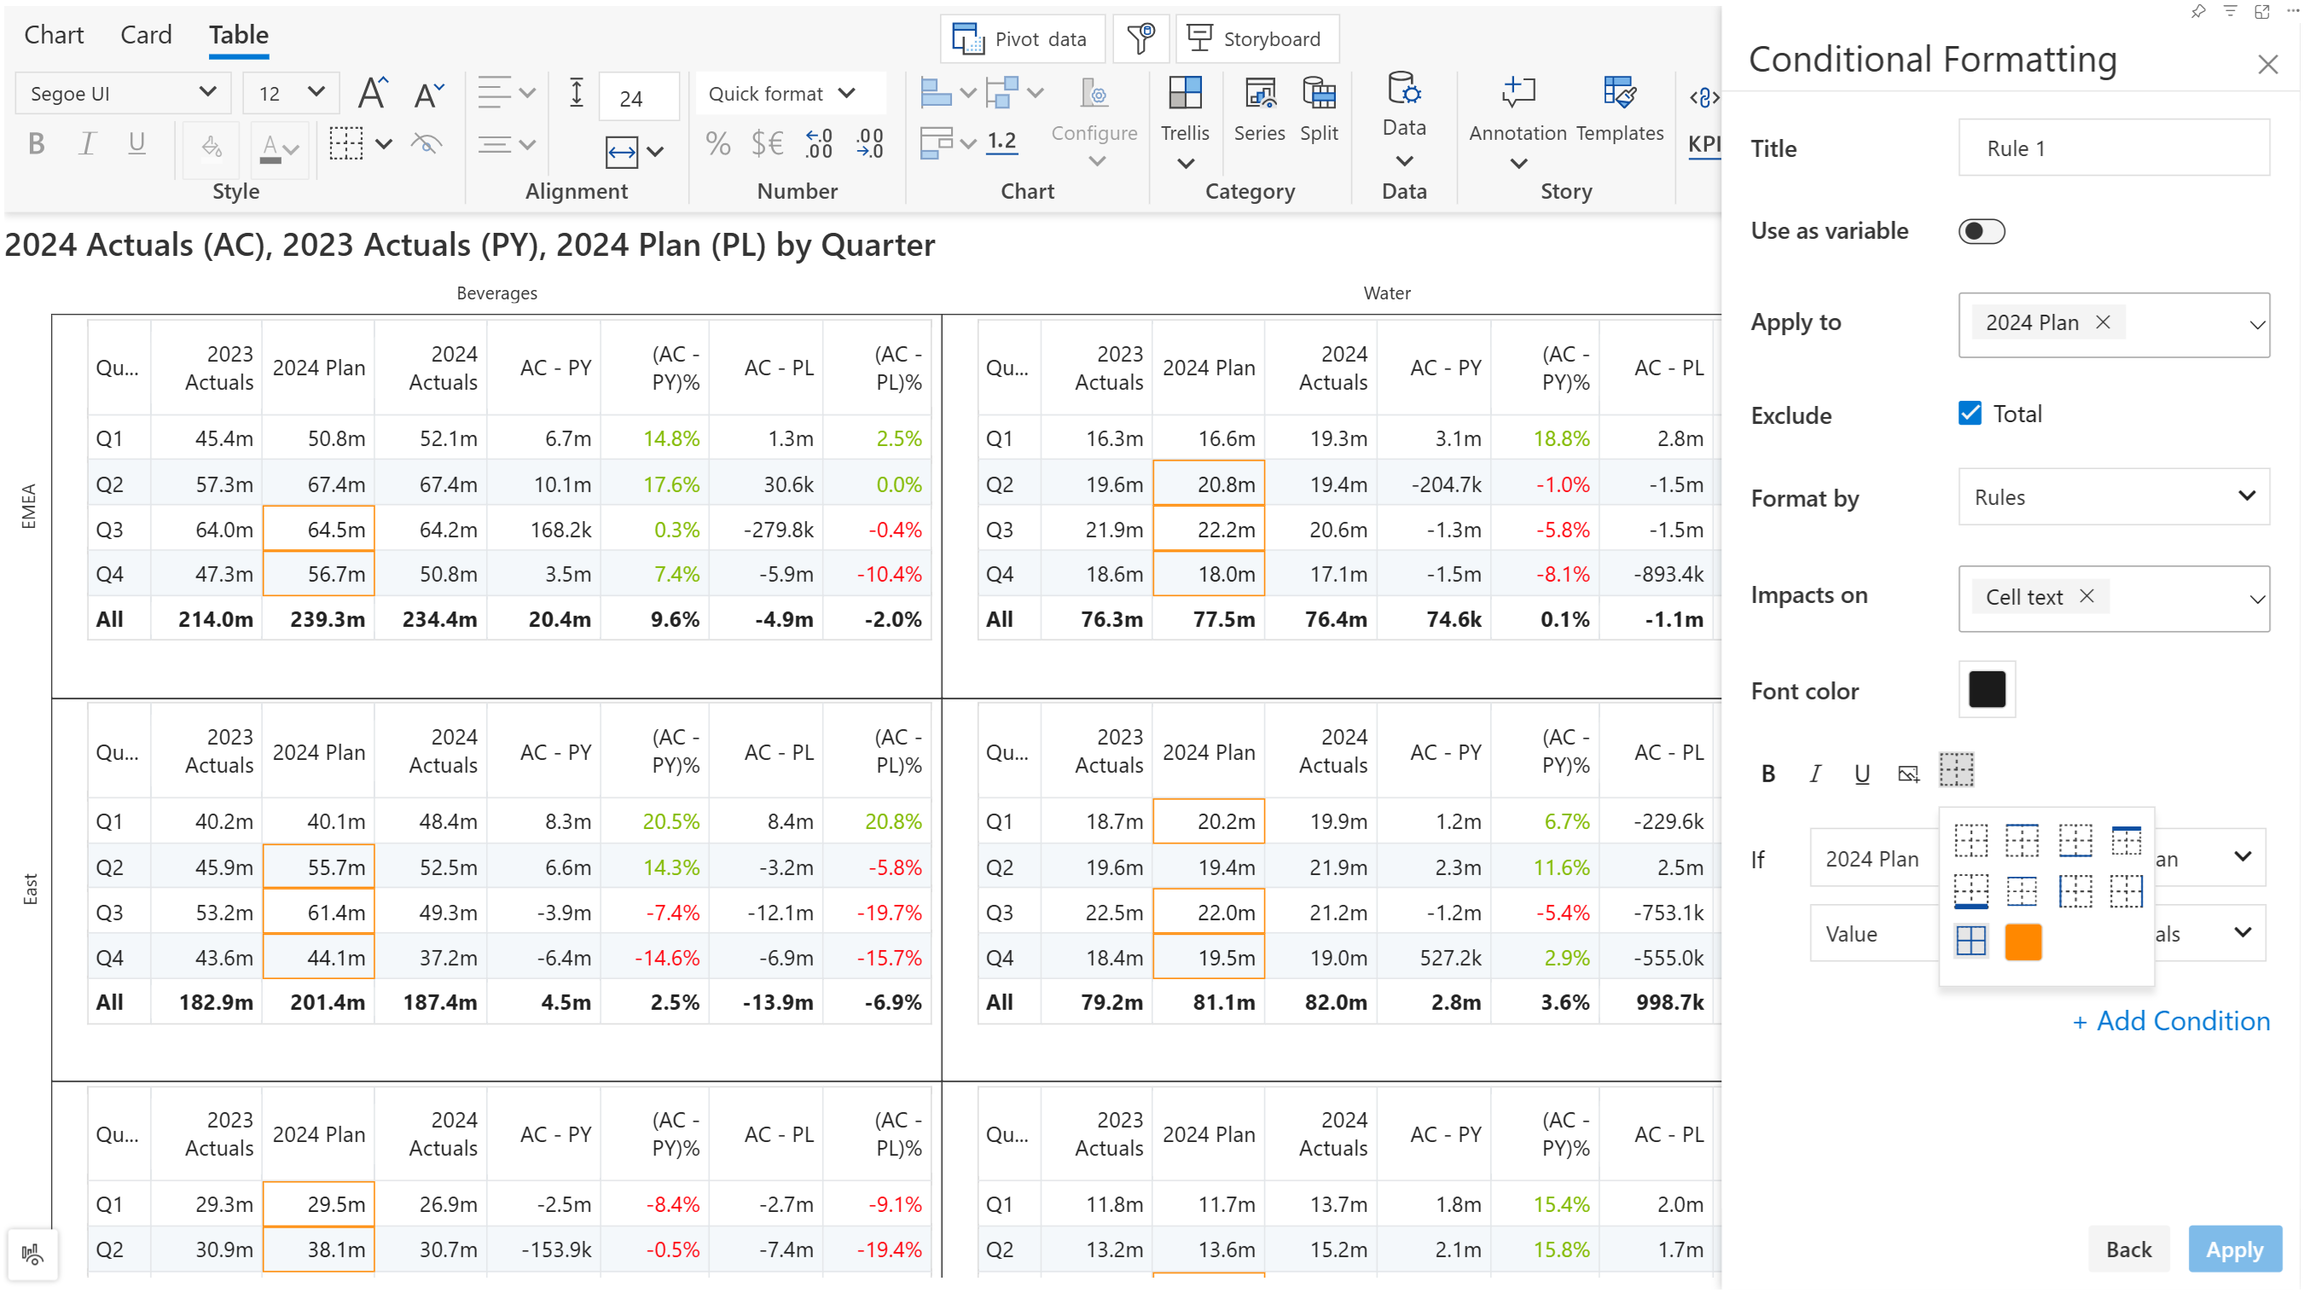 Chart Card Table
Pivot data Storyboard
Segoe UI 12 24 Quick format
B I U A % $€ 1.2
Configure Trellis Series Split Data Annotation Templates KPI
Style Alignment Number Chart Category Data Story
2024 Actuals (AC), 2023 Actuals (PY), 2024 Plan (PL) by Quarter
Beverages Water
EMEA
Qu... 2023 Actuals 2024 Plan 2024 Actuals AC - PY (AC - PY)% AC - PL (AC - PL)% Qu... 2023 Actuals 2024 Plan 2024 Actuals AC - PY (AC - PY)% AC - PL
Q1 45.4m 50.8m 52.1m 6.7m 14.8% 1.3m 2.5% Q1 16.3m 16.6m 19.3m 3.1m 18.8% 2.8m
Q2 57.3m 67.4m 67.4m 10.1m 17.6% 30.6k 0.0% Q2 19.6m 20.8m 19.4m -204.7k -1.0% -1.5m
Q3 64.0m 64.5m 64.2m 168.2k 0.3% -279.8k -0.4% Q3 21.9m 22.2m 20.6m -1.3m -5.8% -1.5m
Q4 47.3m 56.7m 50.8m 3.5m 7.4% -5.9m -10.4% Q4 18.6m 18.0m 17.1m -1.5m -8.1% -893.4k
All 214.0m 239.3m 234.4m 20.4m 9.6% -4.9m -2.0% All 76.3m 77.5m 76.4m 74.6k 0.1% -1.1m
East
Qu... 2023 Actuals 2024 Plan 2024 Actuals AC - PY (AC - PY)% AC - PL (AC - PL)% Qu... 2023 Actuals 2024 Plan 2024 Actuals AC - PY (AC - PY)% AC - PL
Q1 40.2m 40.1m 48.4m 8.3m 20.5% 8.4m 20.8% Q1 18.7m 20.2m 19.9m 1.2m 6.7% -229.6k
Q2 45.9m 55.7m 52.5m 6.6m 14.3% -3.2m -5.8% Q2 19.6m 19.4m 21.9m 2.3m 11.6% 2.5m
Q3 53.2m 61.4m 49.3m -3.9m -7.4% -12.1m -19.7% Q3 22.5m 22.0m 21.2m -1.2m -5.4% -753.1k
Q4 43.6m 44.1m 37.2m -6.4m -14.6% -6.9m -15.7% Q4 18.4m 19.5m 19.0m 527.2k 2.9% -555.0k
All 182.9m 201.4m 187.4m 4.5m 2.5% -13.9m -6.9% All 79.2m 81.1m 82.0m 2.8m 3.6% 998.7k
Qu... 2023 Actuals 2024 Plan 2024 Actuals AC - PY (AC - PY)% AC - PL (AC - PL)% Qu... 2023 Actuals 2024 Plan 2024 Actuals AC - PY (AC - PY)% AC - PL
Q1 29.3m 29.5m 26.9m -2.5m -8.4% -2.7m -9.1% Q1 11.8m 11.7m 13.7m 1.8m 15.4% 2.0m
Q2 30.9m 38.1m 30.7m -153.9k -0.5% -7.4m -19.4% Q2 13.2m 13.6m 15.2m 2.1m 15.8% 1.7m
Conditional Formatting
Title Rule 1
Use as variable
Apply to 2024 Plan
Exclude Total
Format by Rules
Impacts on Cell text
Font color
B I U
If 2024 Plan an
Value als
+ Add Condition
Back Apply